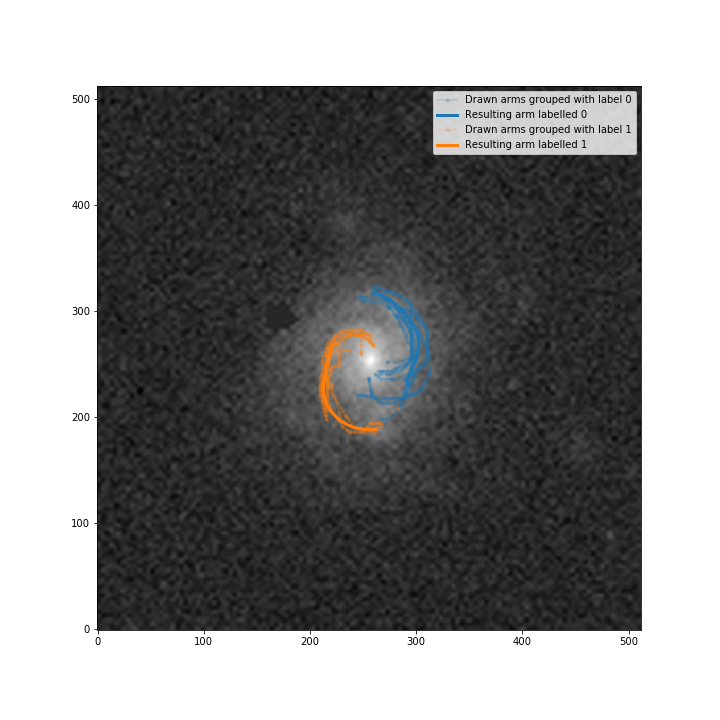 Drawn arms grouped with label 0
Resulting arm labelled 0
Drawn arms grouped with label 1
Resulting arm labelled 1
500
400
300
200
100
0
0 100 200 300 400 500